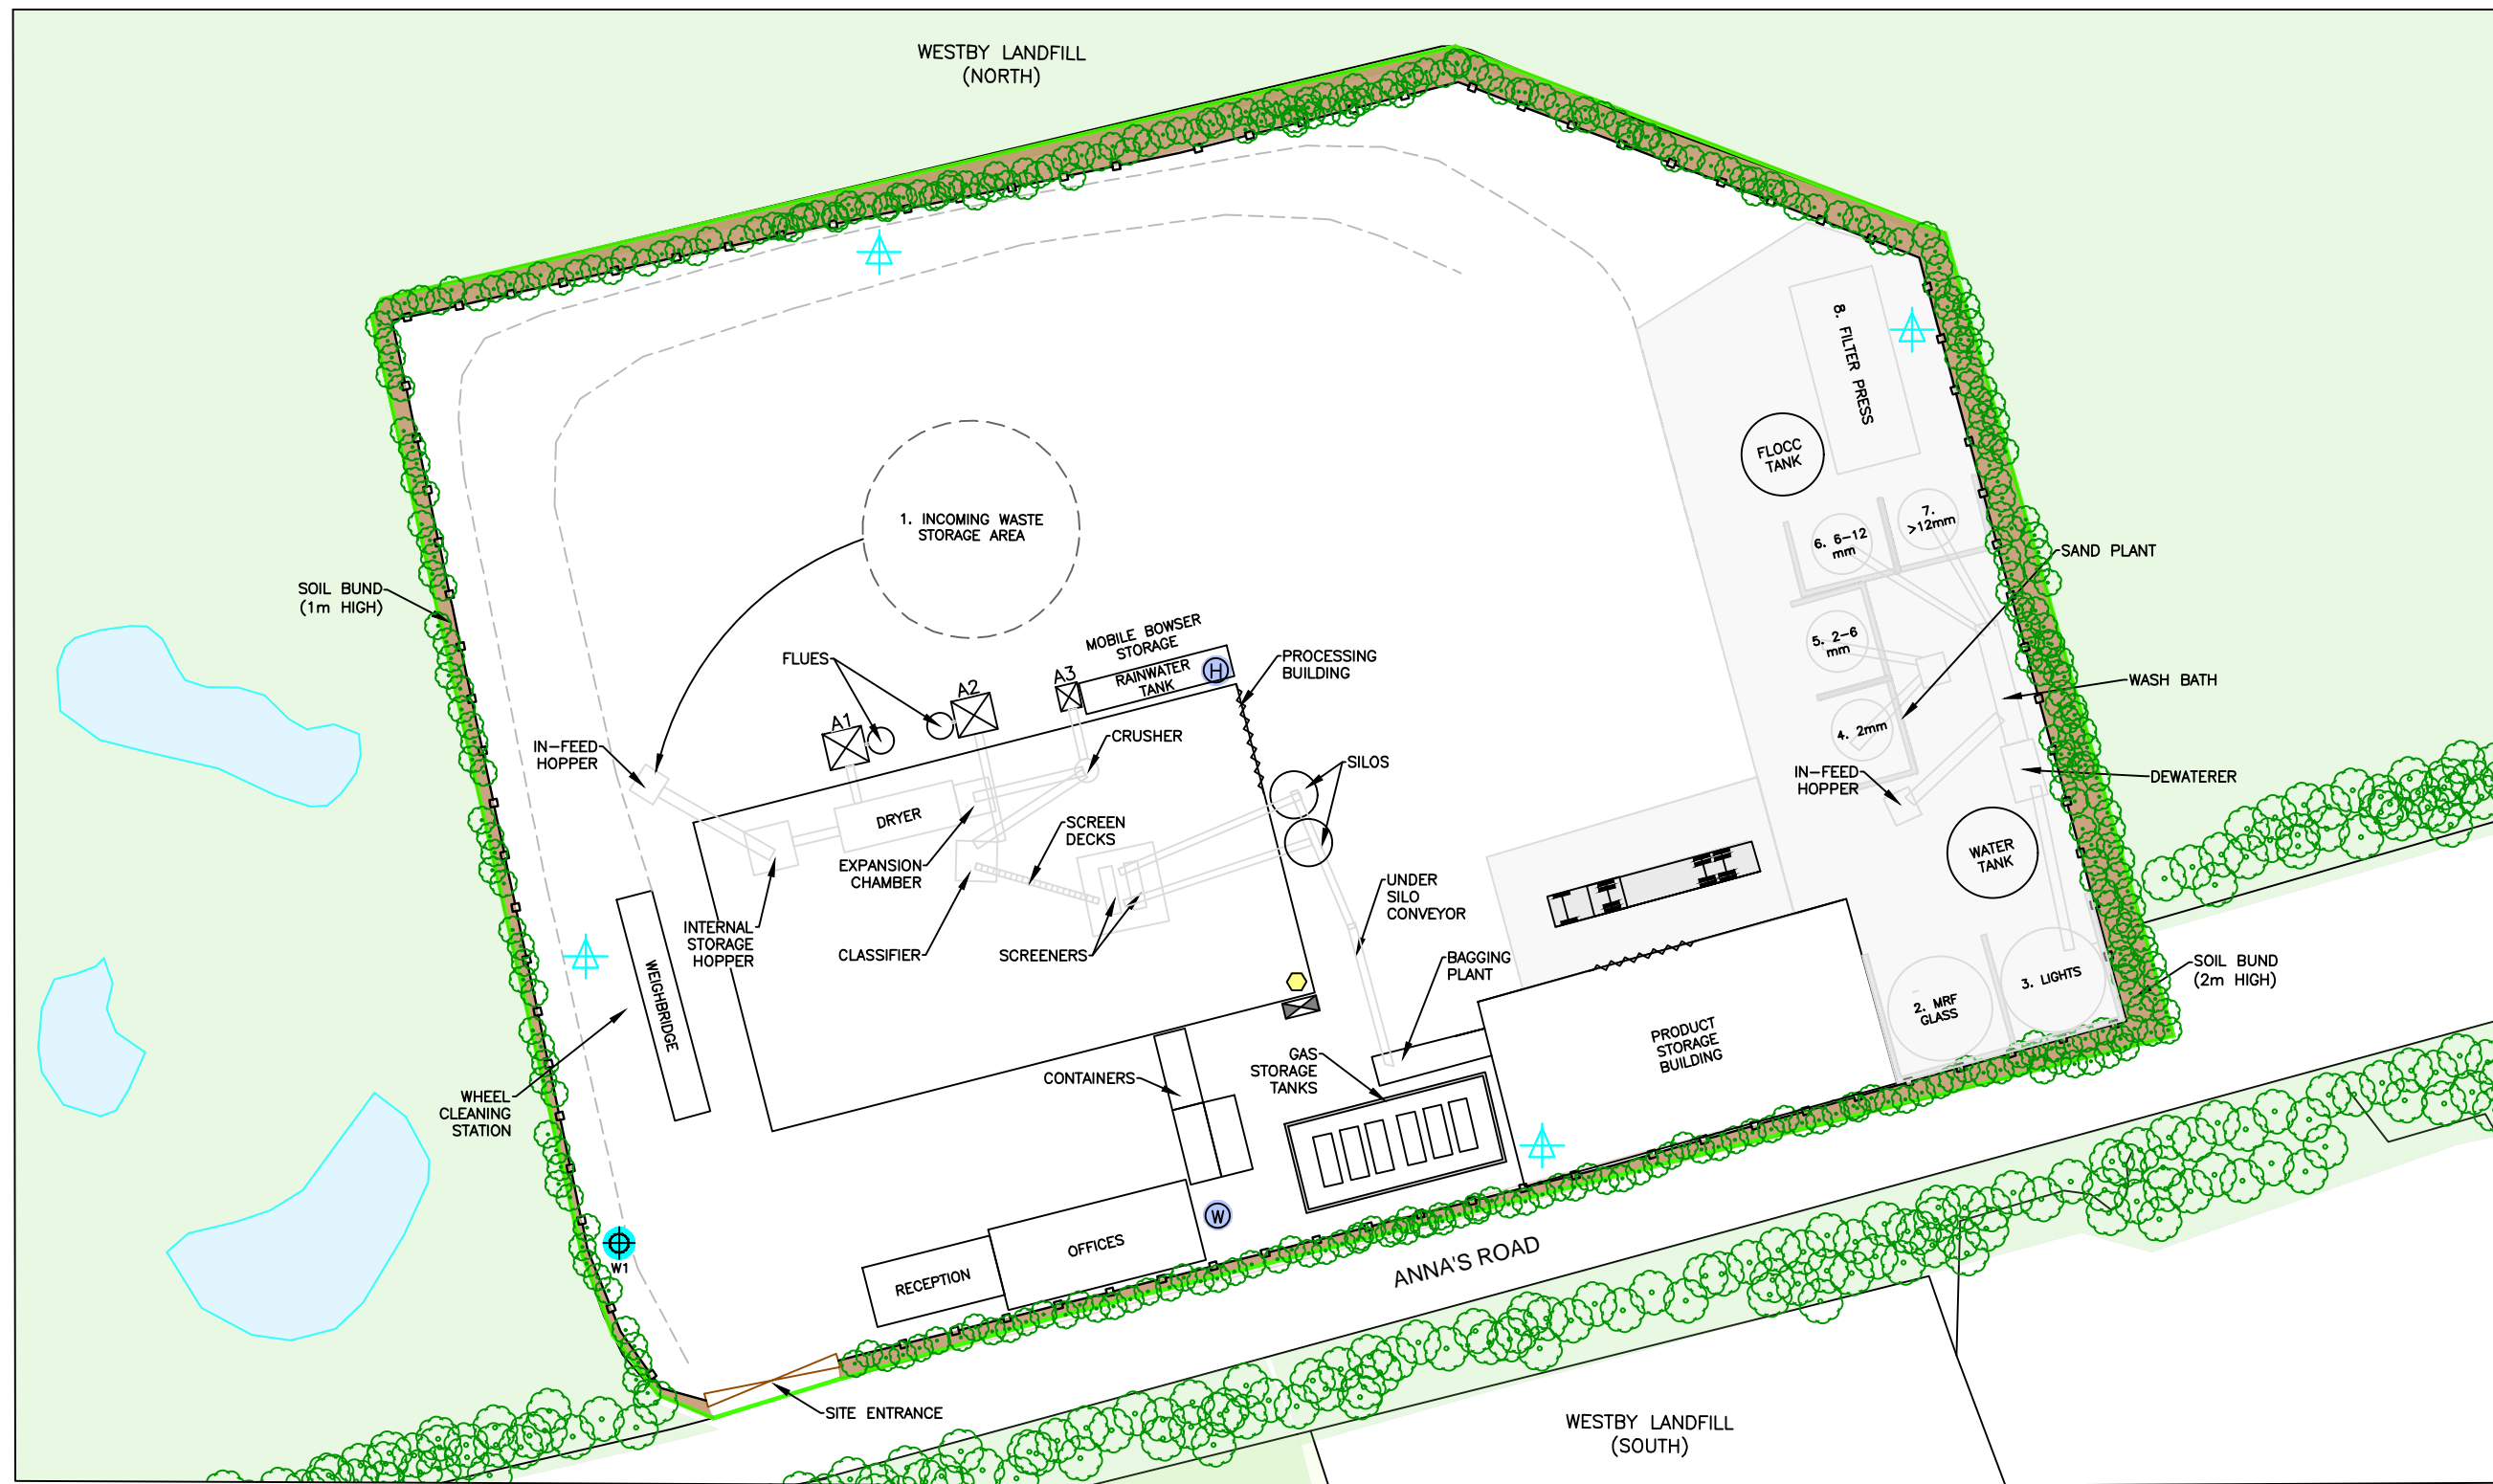 WESTBY LANDFILL
(NORTH)
8. FILTER PRESS
FLOCC
TANK
1. INCOMING WASTE
STORAGE AREA
7.
>12mm
6. 6-12
mm
SAND PLANT
SOIL BUND
(1m HIGH)
5. 2-6
mm
MOBILE BOWSER
STORAGE
RAINWATER
TANK
H
FLUES
A3
A2
A1
PROCESSING
BUILDING
WASH BATH
4. 2mm
IN-FEED
HOPPER
CRUSHER
SILOS
IN-FEED
HOPPER
DEWATERER
DRYER
SCREEN
DECKS
EXPANSION
CHAMBER
WATER
TANK
UNDER
SILO
CONVEYOR
INTERNAL
STORAGE
HOPPER
CLASSIFIER
SCREENERS
BAGGING
PLANT
WEIGHBRIDGE
SOIL BUND
(2m HIGH)
3. LIGHTS
2. MRF
GLASS
PRODUCT
STORAGE
BUILDING
GAS
STORAGE
TANKS
CONTAINERS
WHEEL
CLEANING
STATION
W
W1
OFFICES
RECEPTION
ANNA'S ROAD
SITE ENTRANCE
WESTBY LANDFILL
(SOUTH)